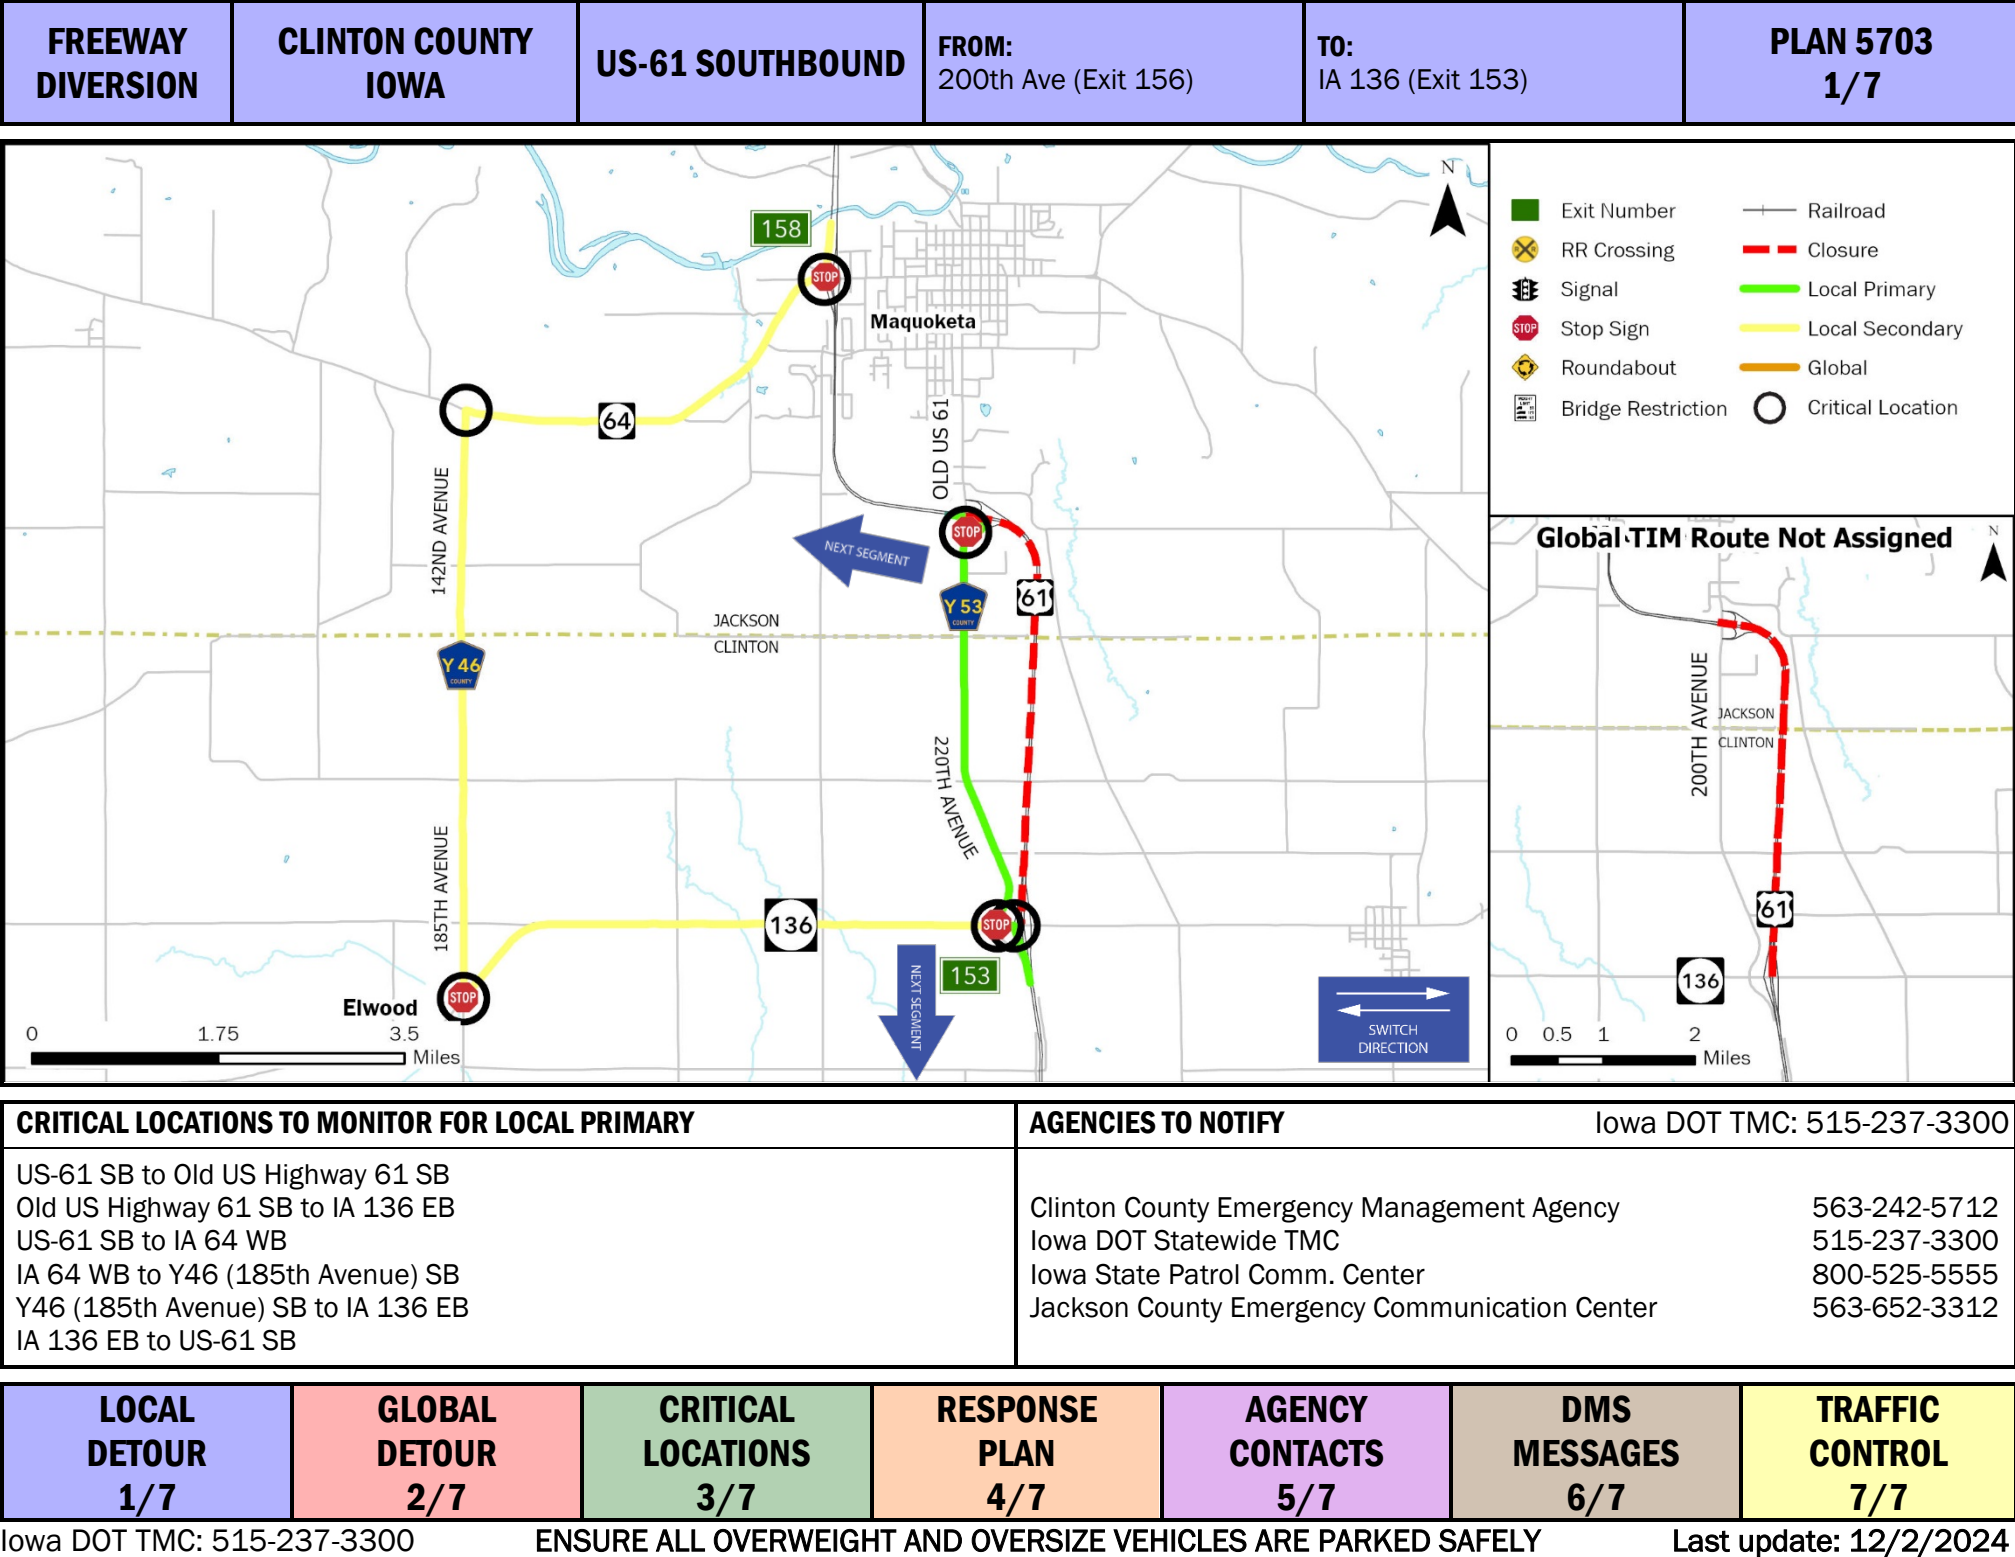 FREEWAY
DIVERSION
CLINTON COUNTY
IOWA
US-61 SOUTHBOUND
FROM:
200th Ave (Exit 156)
TO:
IA 136 (Exit 153)
PLAN 5703
1/7
158
STOP
Maquoketa
64
OLD US 61
142ND AVENUE
STOP
NEXT SEGMENT
61
Y 53
COUNTY
JACKSON
CLINTON
Y 46
COUNTY
220TH AVENUE
185TH AVENUE
136
STOP
153
NEXT SEGMENT
Elwood
STOP
0 1.75 3.5
Miles
SWITCH
DIRECTION
N
Exit Number
RR Crossing
Signal
STOP Stop Sign
Roundabout
Bridge Restriction
Railroad
Closure
Local Primary
Local Secondary
Global
Critical Location
Global TIM Route Not Assigned
N
200TH AVENUE
JACKSON
CLINTON
61
136
0 0.5 1 2
Miles
CRITICAL LOCATIONS TO MONITOR FOR LOCAL PRIMARY
US-61 SB to Old US Highway 61 SB
Old US Highway 61 SB to IA 136 EB
US-61 SB to IA 64 WB
IA 64 WB to Y46 (185th Avenue) SB
Y46 (185th Avenue) SB to IA 136 EB
IA 136 EB to US-61 SB
AGENCIES TO NOTIFY Iowa DOT TMC: 515-237-3300
Clinton County Emergency Management Agency 563-242-5712
Iowa DOT Statewide TMC 515-237-3300
Iowa State Patrol Comm. Center 800-525-5555
Jackson County Emergency Communication Center 563-652-3312
LOCAL
DETOUR
1/7
GLOBAL
DETOUR
2/7
CRITICAL
LOCATIONS
3/7
RESPONSE
PLAN
4/7
AGENCY
CONTACTS
5/7
DMS
MESSAGES
6/7
TRAFFIC
CONTROL
7/7
Iowa DOT TMC: 515-237-3300 ENSURE ALL OVERWEIGHT AND OVERSIZE VEHICLES ARE PARKED SAFELY Last update: 12/2/2024